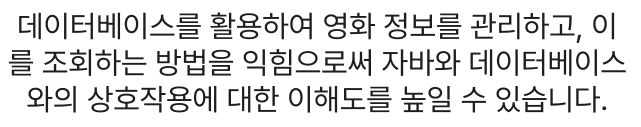 데이터베이스를 활용하여 영화 정보를 관리하고, 이
를 조회하는 방법을 익힘으로써 자바와 데이터베이스
와의 상호작용에 대한 이해도를 높일 수 있습니다.